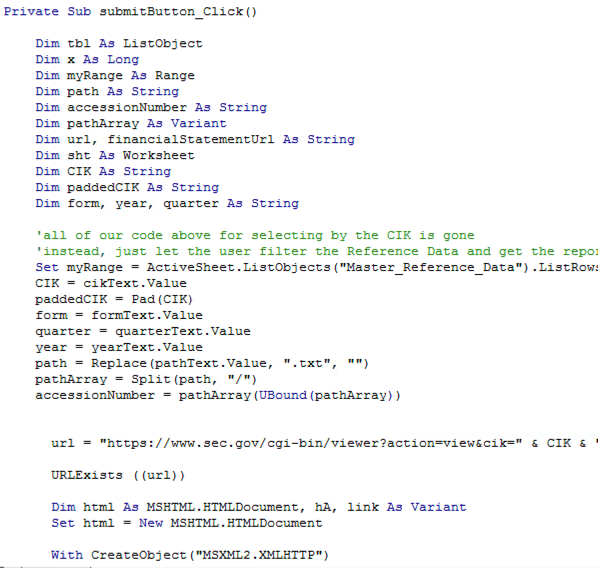 Private Sub submitButton_Click()
Dim tbl As ListObject
Dim x As Long
Dim myRange As Range
Dim path As String
Dim accessionNumber As String
Dim pathArray As Variant
Dim url, financialStatementUrl As String
Dim sht As Worksheet
Dim CIK As String
Dim paddedCIK As String
Dim form, year, quarter As String
'all of our code above for selecting by the CIK is gone
'instead, just let the user filter the Reference Data and get the repor
Set myRange = ActiveSheet.ListObjects("Master_Reference_Data").ListRows
CIK = cikText.Value
paddedCIK = Pad(CIK)
form = formText.Value
quarter = quarterText.Value
year = yearText.Value
path = Replace(pathText.Value, ".txt", "")
pathArray = Split(path, "/")
accessionNumber = pathArray(UBound(pathArray))
url = "https://www.sec.gov/cgi-bin/viewer?action=view&cik=" & CIK & "
URLExists ((url))
Dim html As MSHTML.HTMLDocument, hA, link As Variant
Set html = New MSHTML.HTMLDocument
With CreateObject("MSXML2.XMLHTTP")